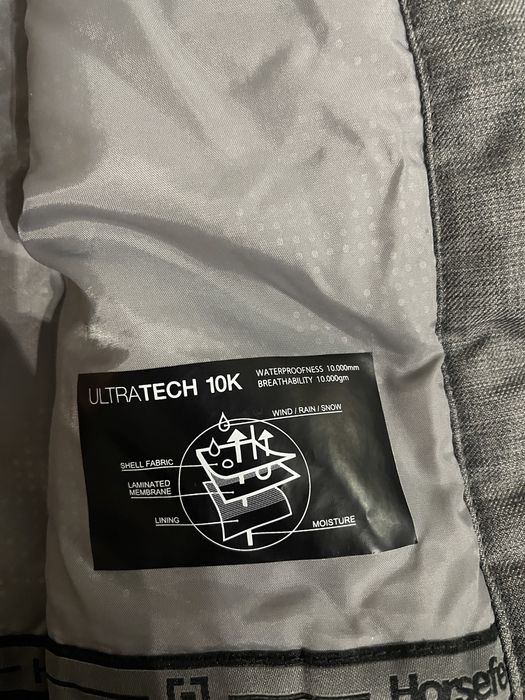 ULTRATECH 10K
WATERPROOFNESS 10.000mm
BREATHABILITY 10.000gm
WIND / RAIN / SNOW
SHELL FABRIC
LAMINATED
MEMBRANE
LINING
MOISTURE